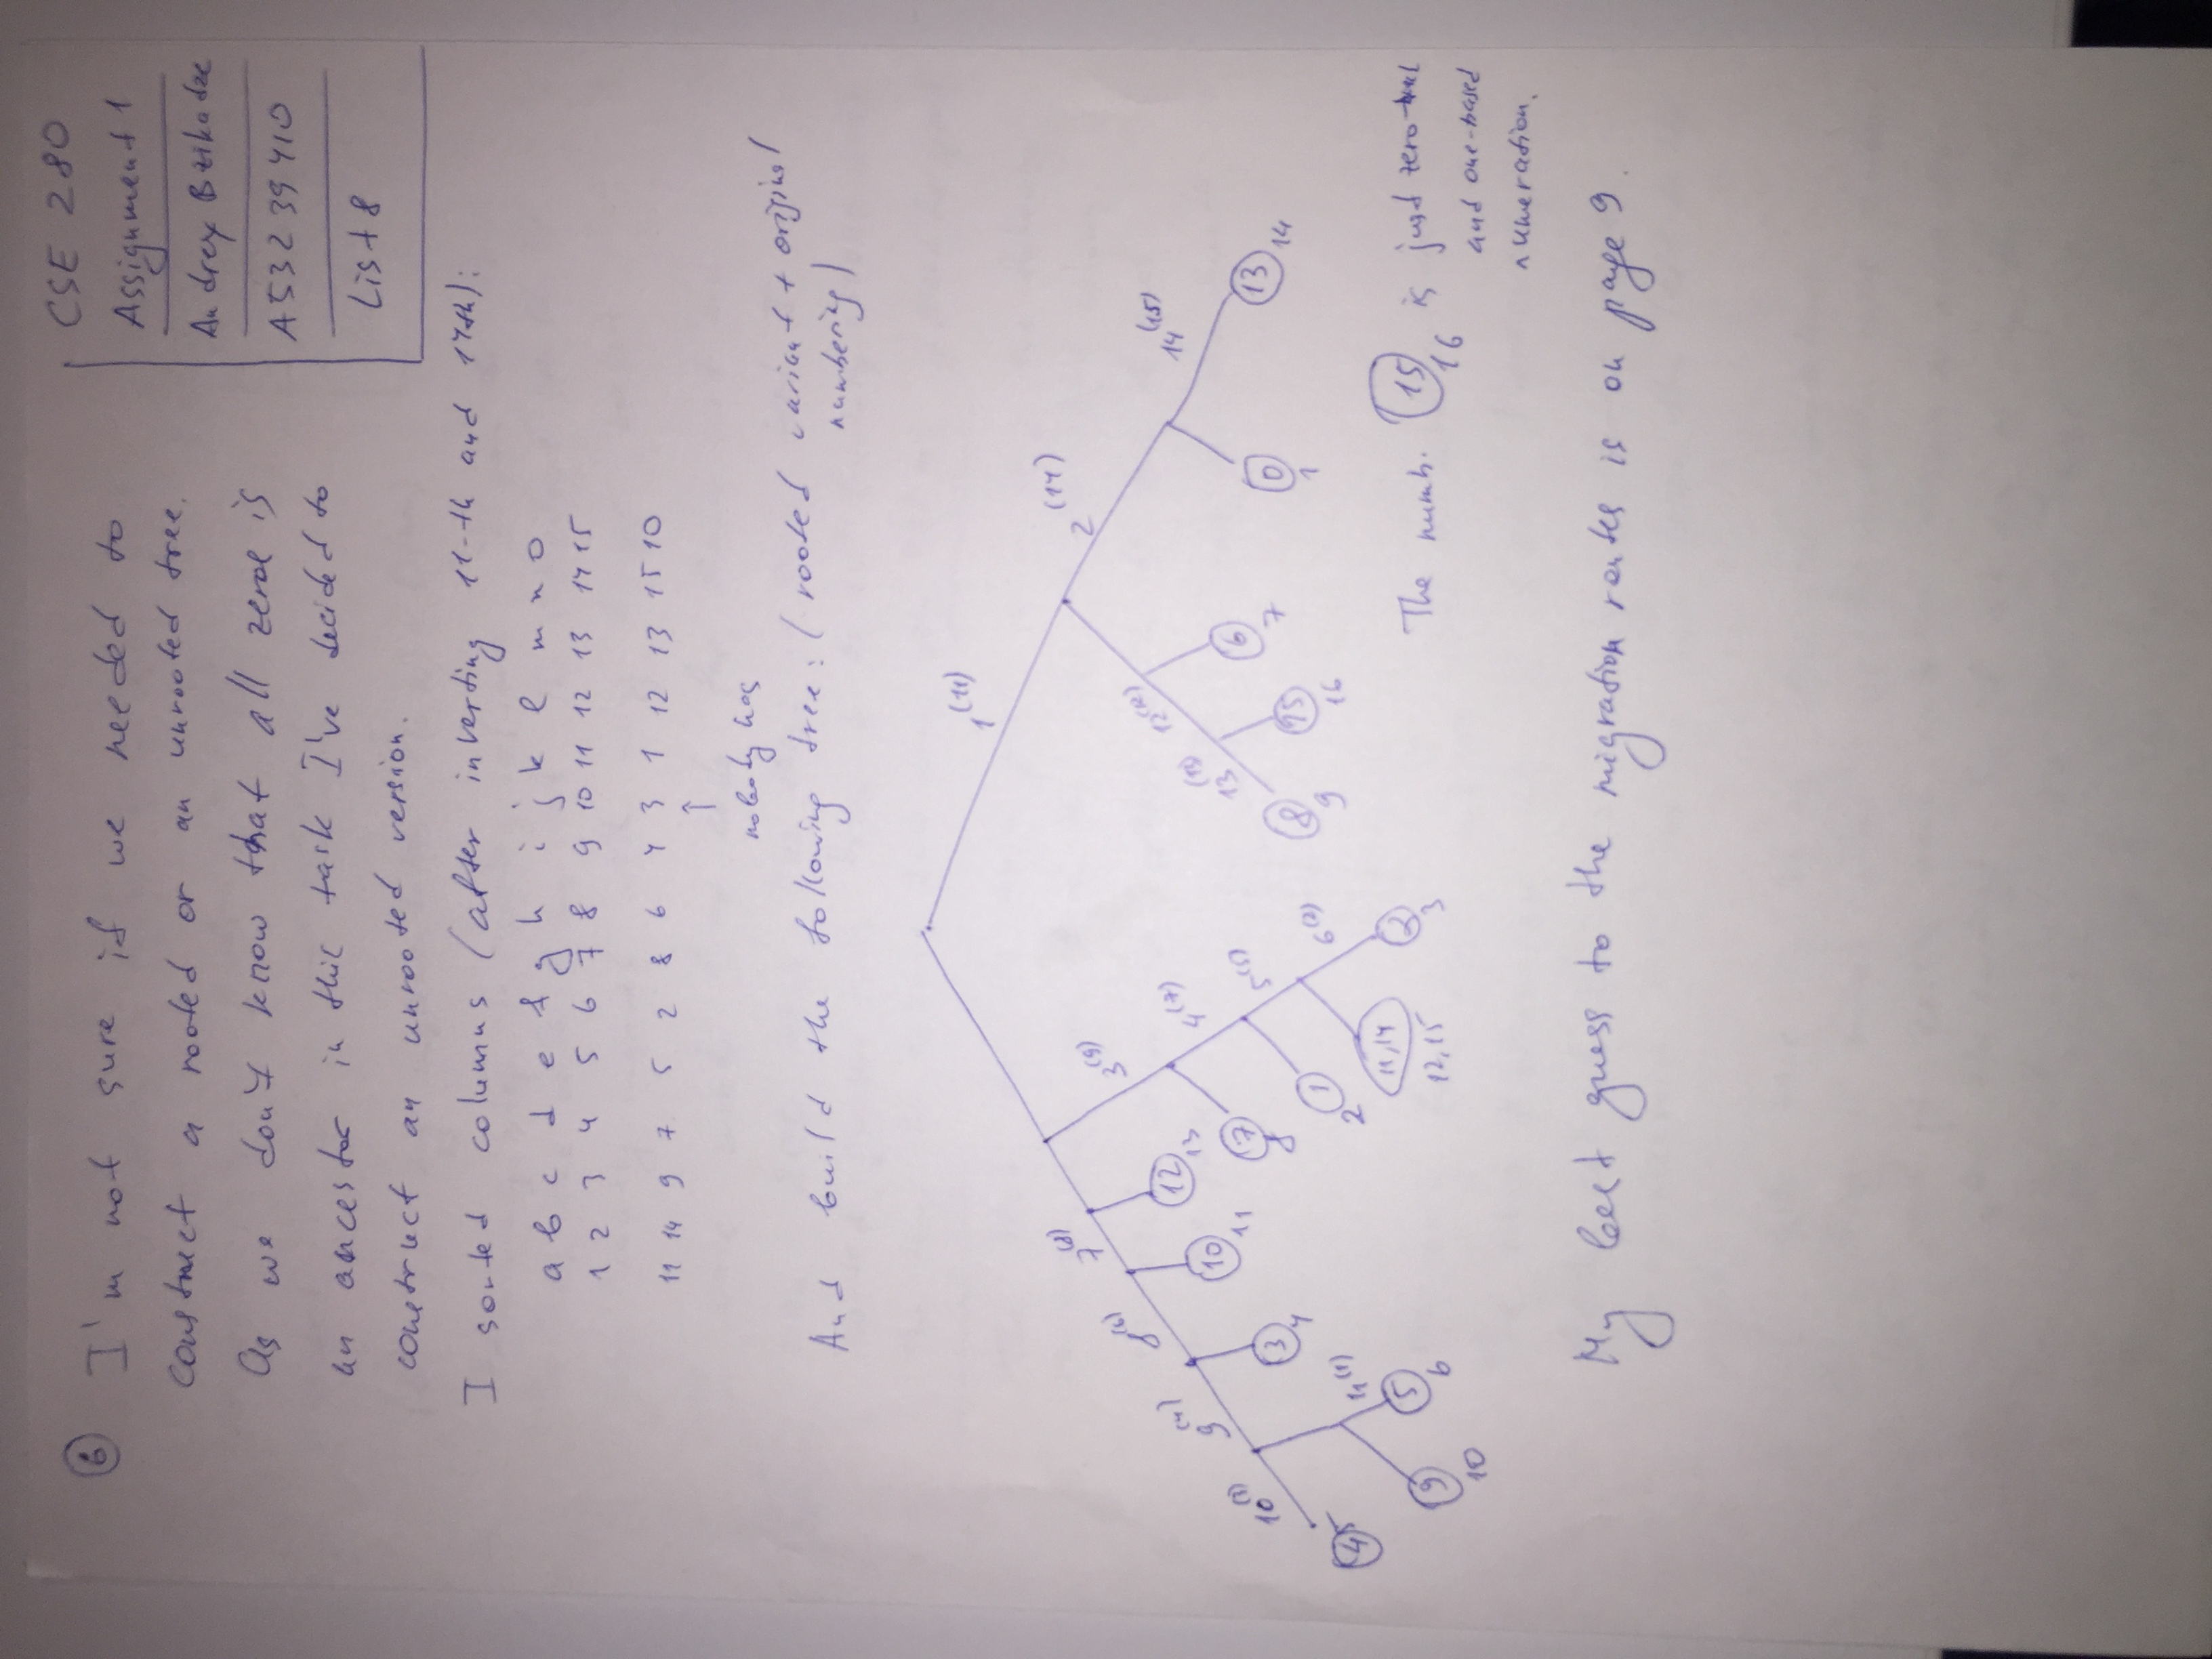 CSE 280
Assignment 1
Andrey Bzikadze
A53239410
List 8
6 I'm not sure if we needed to
construct a rooted or an unrooted tree.
As we don't know that all zeroe is
an ancestor in this task I've decided to
construct an unrooted version.
I sorted columns (after inverting 11-th and 14th):
a b c d e f g h i j k l m n o
1 2 3 4 5 6 7 8 9 10 11 12 13 14 15
11 14 9 7 5 2 8 6 4 3 1 12 13 15 10
↑
nobody has
And build the following tree: (rooted variant + original
numbering)
1 (11)
2 (14)
7 (8)
3 (9)
8 (6)
12 (12)
14 (15)
9 (4)
12 13
4 (7)
13 (13)
10 11
7 8
5 (5)
6 7
0 1
13 14
3 4
8 9
15 16
1 2
6 (2)
4 5
11 (1)
11,14
12,15
2 3
9 10
5 6
The numb. 15 16 is just zero
and one-based
numeration.
My best guess to the migration routes is on page 9.